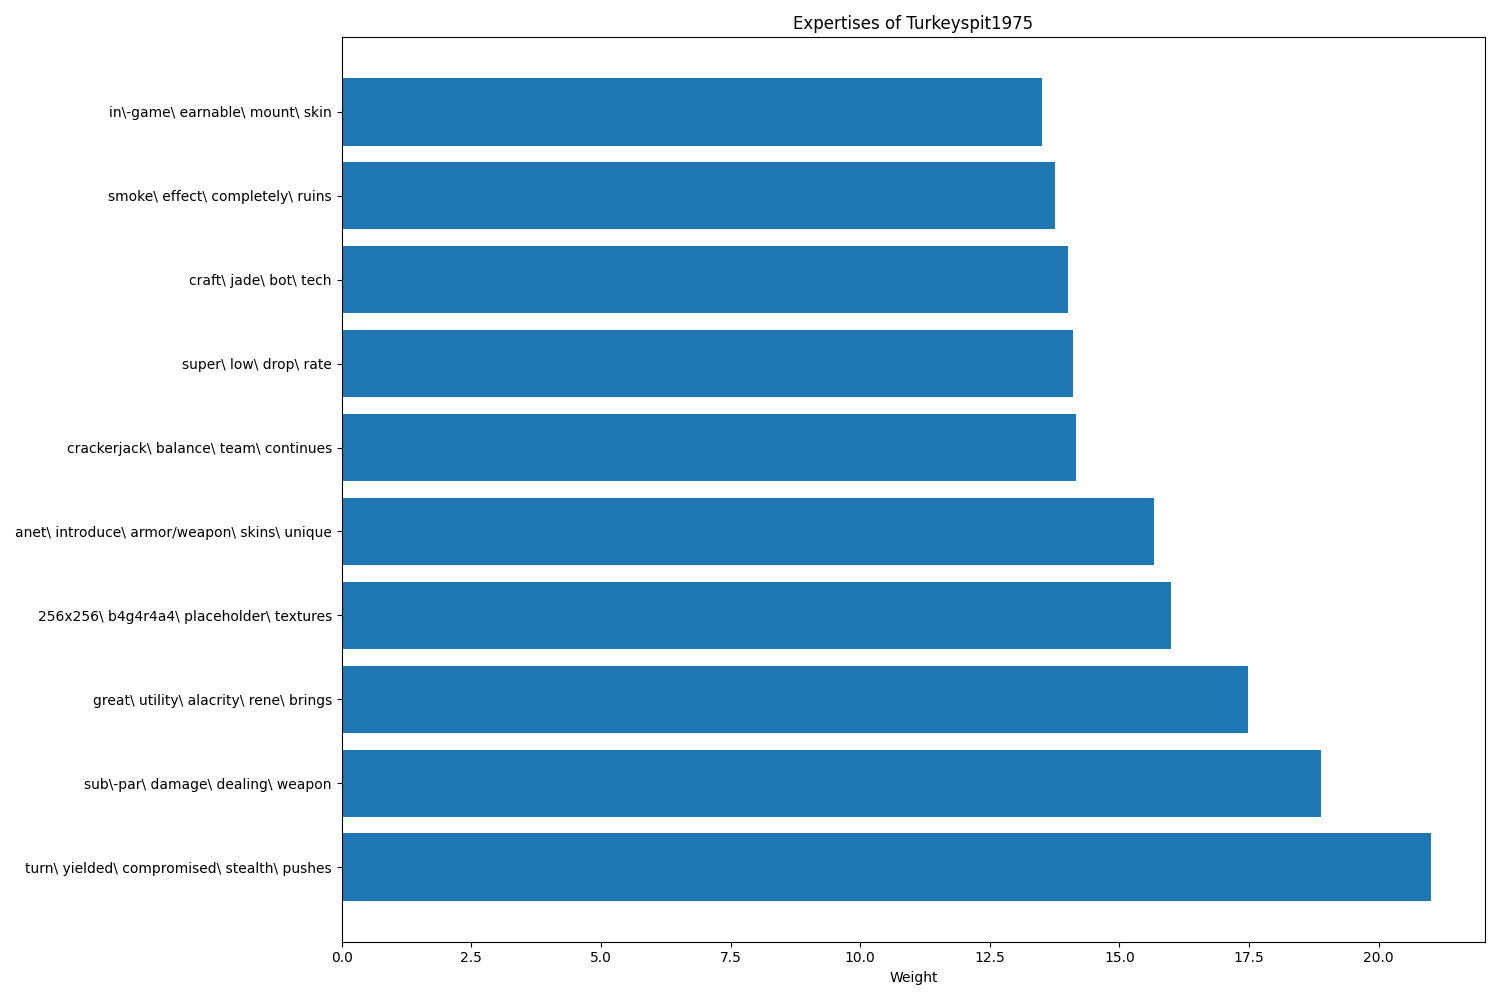 Expertises of Turkeyspit1975
in\-game\ earnable\ mount\ skin
smoke\ effect\ completely\ ruins
craft\ jade\ bot\ tech
super\ low\ drop\ rate
crackerjack\ balance\ team\ continues
anet\ introduce\ armor/weapon\ skins\ unique
256x256\ b4g4r4a4\ placeholder\ textures
great\ utility\ alacrity\ rene\ brings
sub\-par\ damage\ dealing\ weapon
turn\ yielded\ compromised\ stealth\ pushes
0.0 2.5 5.0 7.5 10.0 12.5 15.0 17.5 20.0
Weight